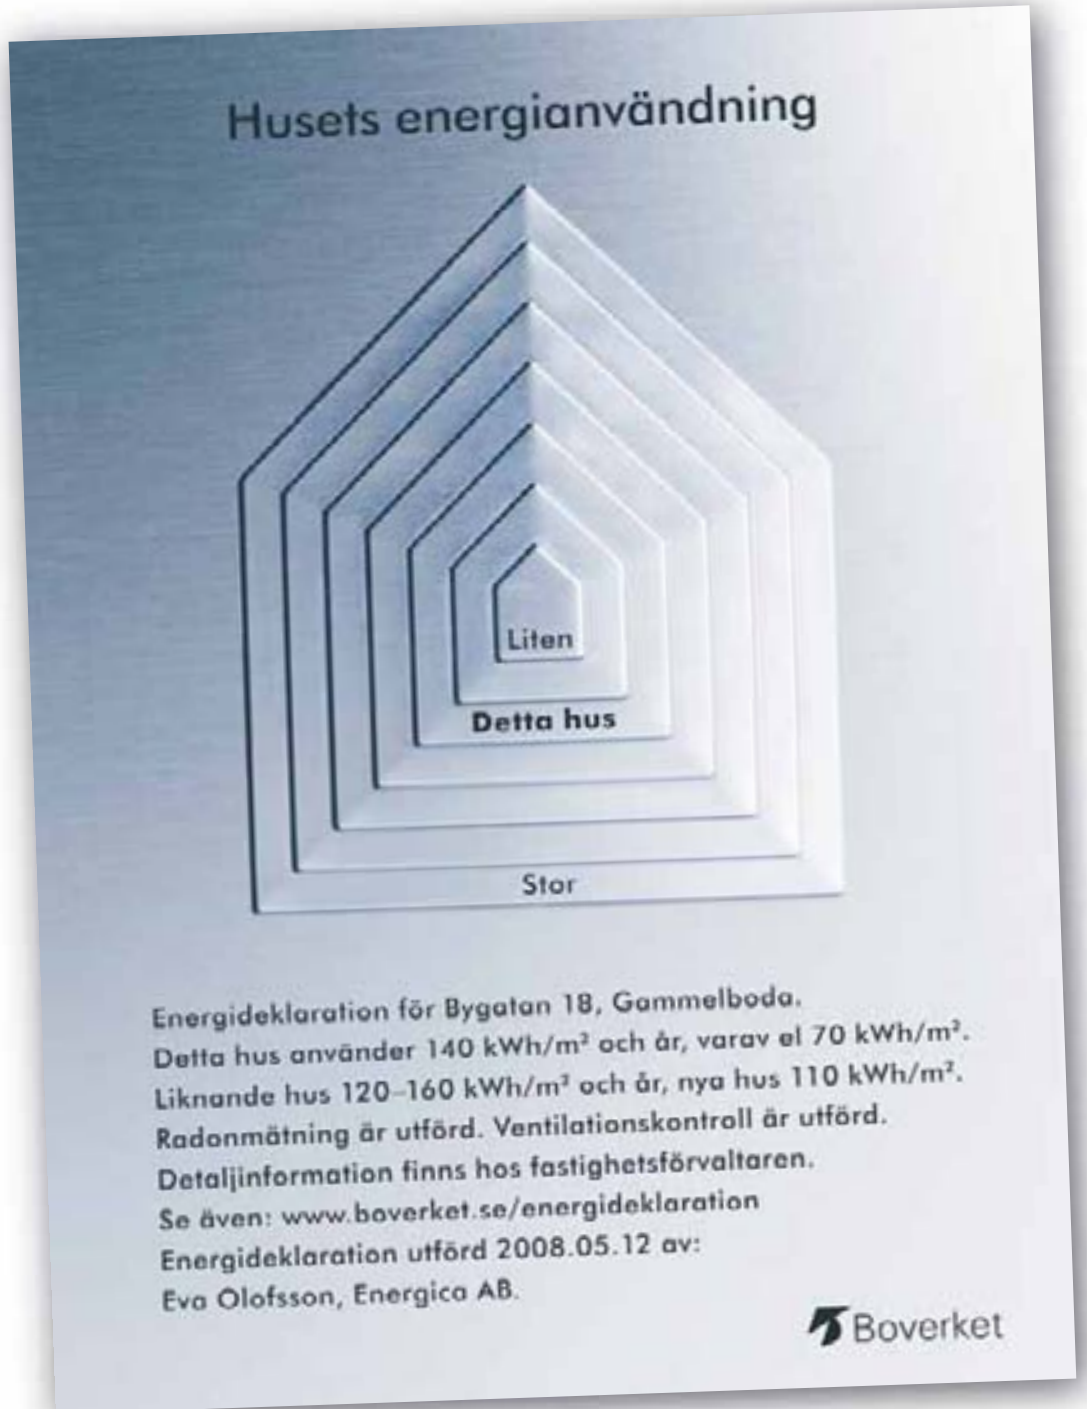 Husets energianvändning
Liten
Detta hus
Stor
Energideklaration för Bygatan 18, Gammelboda.
Detta hus använder 140 kWh/m² och år, varav el 70 kWh/m².
Liknande hus 120–160 kWh/m² och år, nya hus 110 kWh/m².
Radonmätning är utförd. Ventilationskontroll är utförd.
Detaljinformation finns hos fastighetsförvaltaren.
Se även: www.boverket.se/energideklaration
Energideklaration utförd 2008.05.12 av:
Eva Olofsson, Energica AB.
Boverket